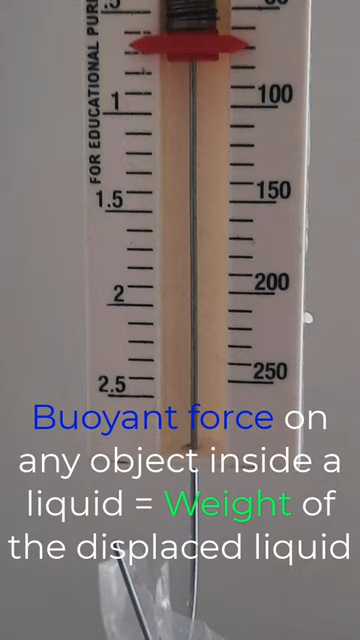 FOR EDUCATIONAL PUR
.5
1
100
1.5
150
2
200
2.5
250
Buoyant force on
any object inside a
liquid = Weight of
the displaced liquid